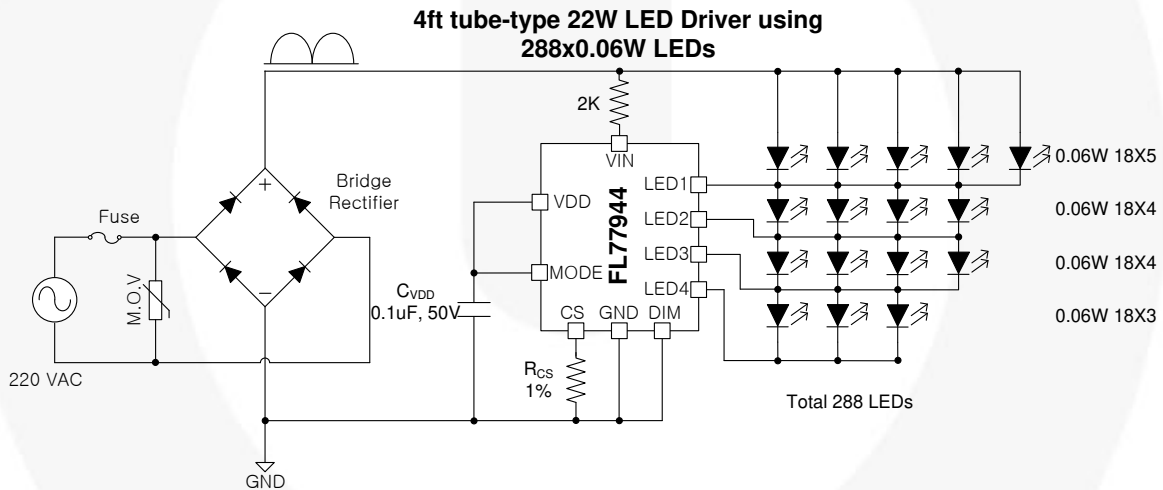 4ft tube-type 22W LED Driver using
288x0.06W LEDs
2K
VIN
0.06W 18X5
Bridge
Rectifier
+
LED1
VDD
0.06W 18X4
Fuse
LED2
FL77944
LED3
0.06W 18X4
MODE
M.O.V
CVDD
0.1uF, 50V
LED4
0.06W 18X3
−
CS GND DIM
220 VAC
RCS
1%
Total 288 LEDs
GND